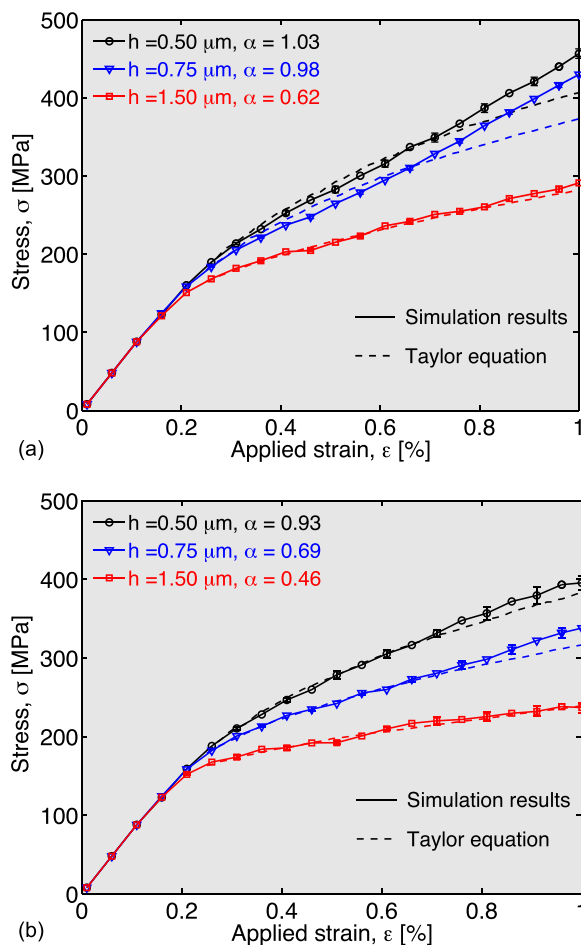 500
400
300
200
100
0
Stress, σ [MPa]
h =0.50 μm, α = 1.03
h =0.75 μm, α = 0.98
h =1.50 μm, α = 0.62
Simulation results
Taylor equation
0 0.2 0.4 0.6 0.8 1
(a) Applied strain, ε [%]
500
400
300
200
100
0
Stress, σ [MPa]
h =0.50 μm, α = 0.93
h =0.75 μm, α = 0.69
h =1.50 μm, α = 0.46
Simulation results
Taylor equation
0 0.2 0.4 0.6 0.8 1
(b) Applied strain, ε [%]